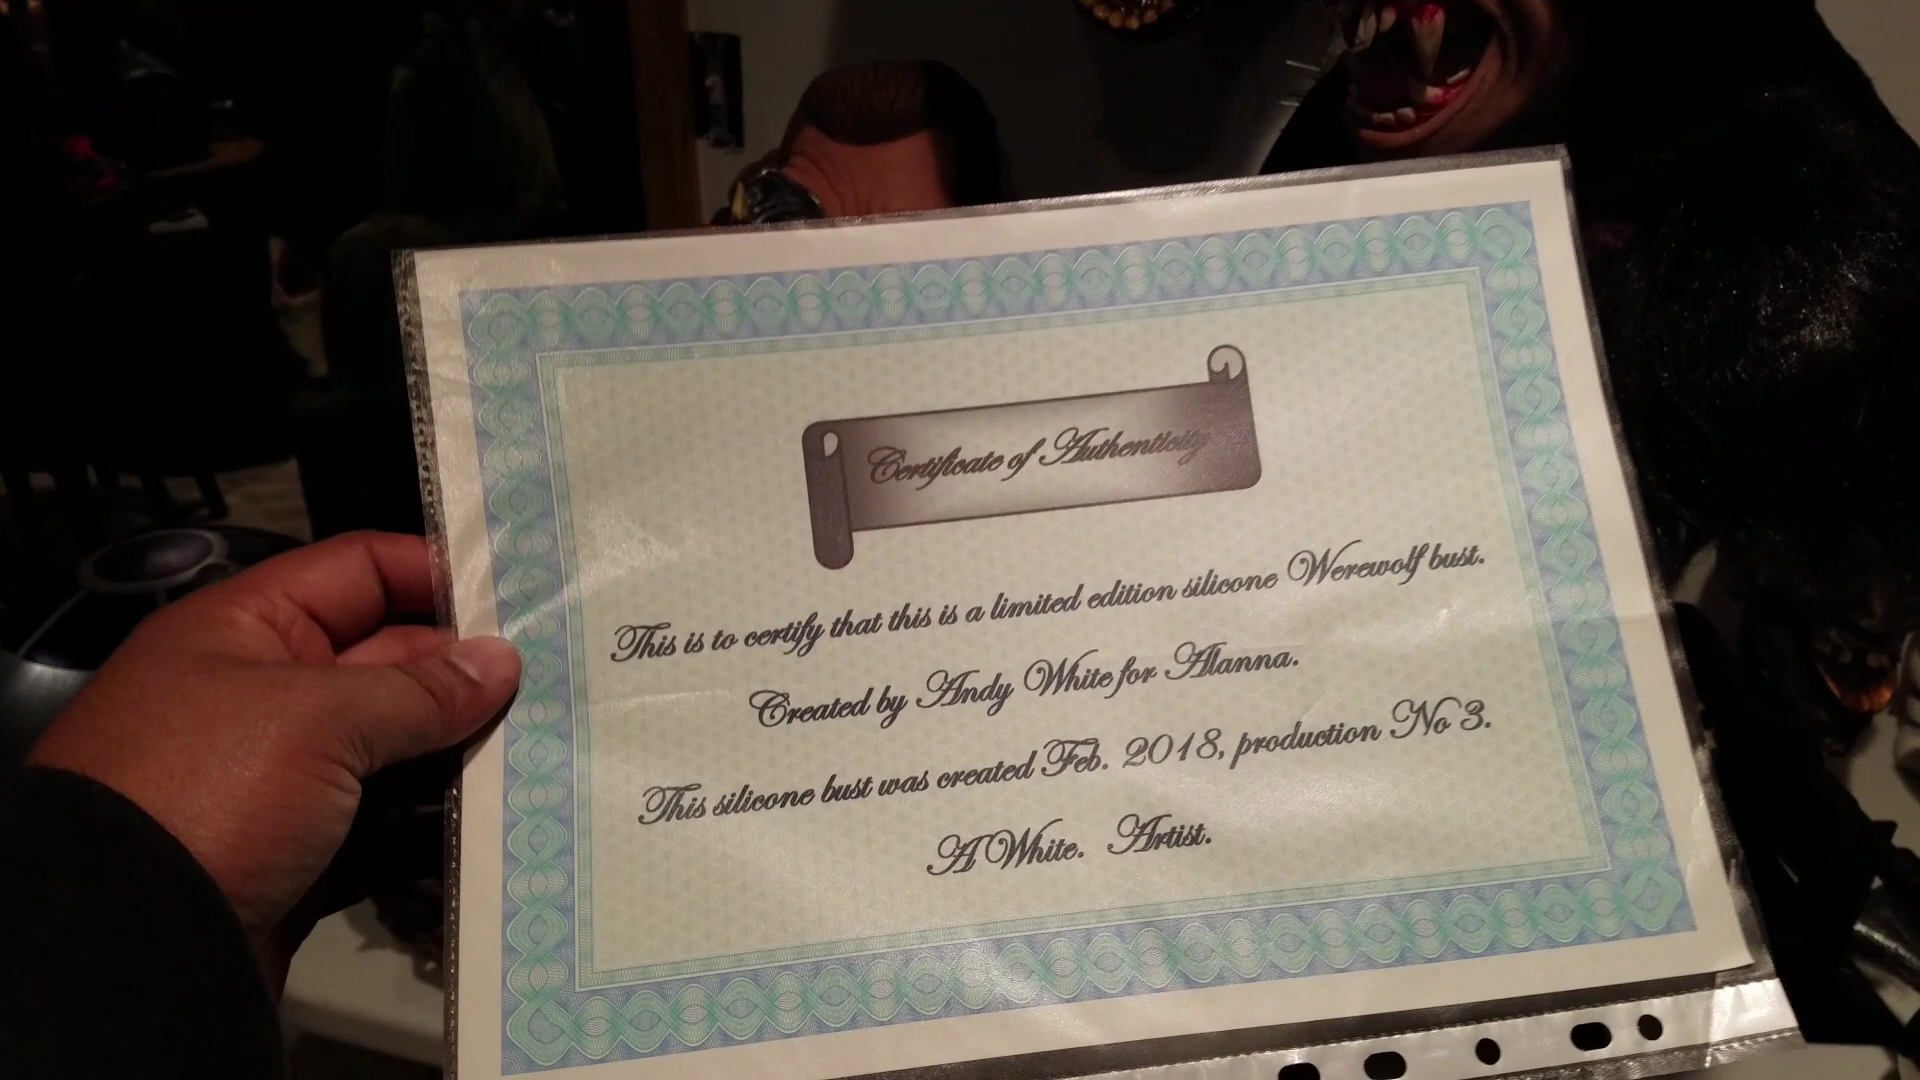 Certificate of Authenticity
This is to certify that this is a limited edition silicone Werewolf bust.
Created by Andy White for Alanna.
This silicone bust was created Feb. 2018, production No 3.
A White. Artist.